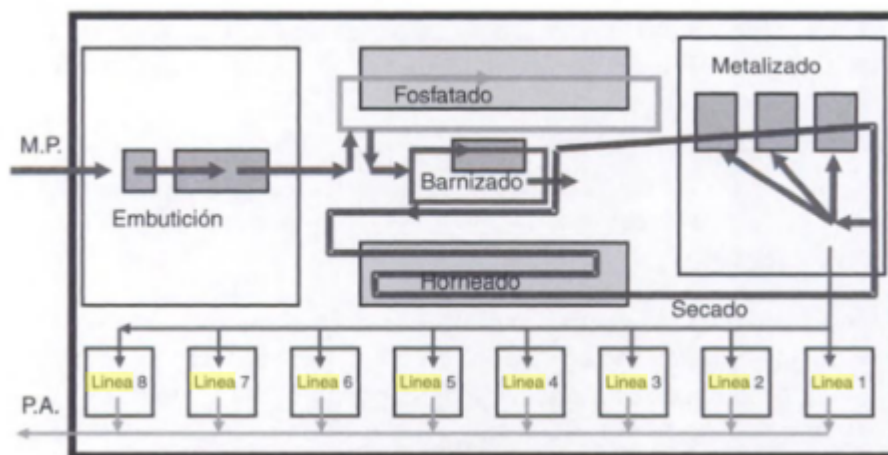 Metalizado
Fosfatado
M.P.
Barnizado
Embutición
Horneado
Secado
Linea 8
Linea 7
Linea 6
Linea 5
Linea 4
Linea 3
Linea 2
Linea 1
P.A.